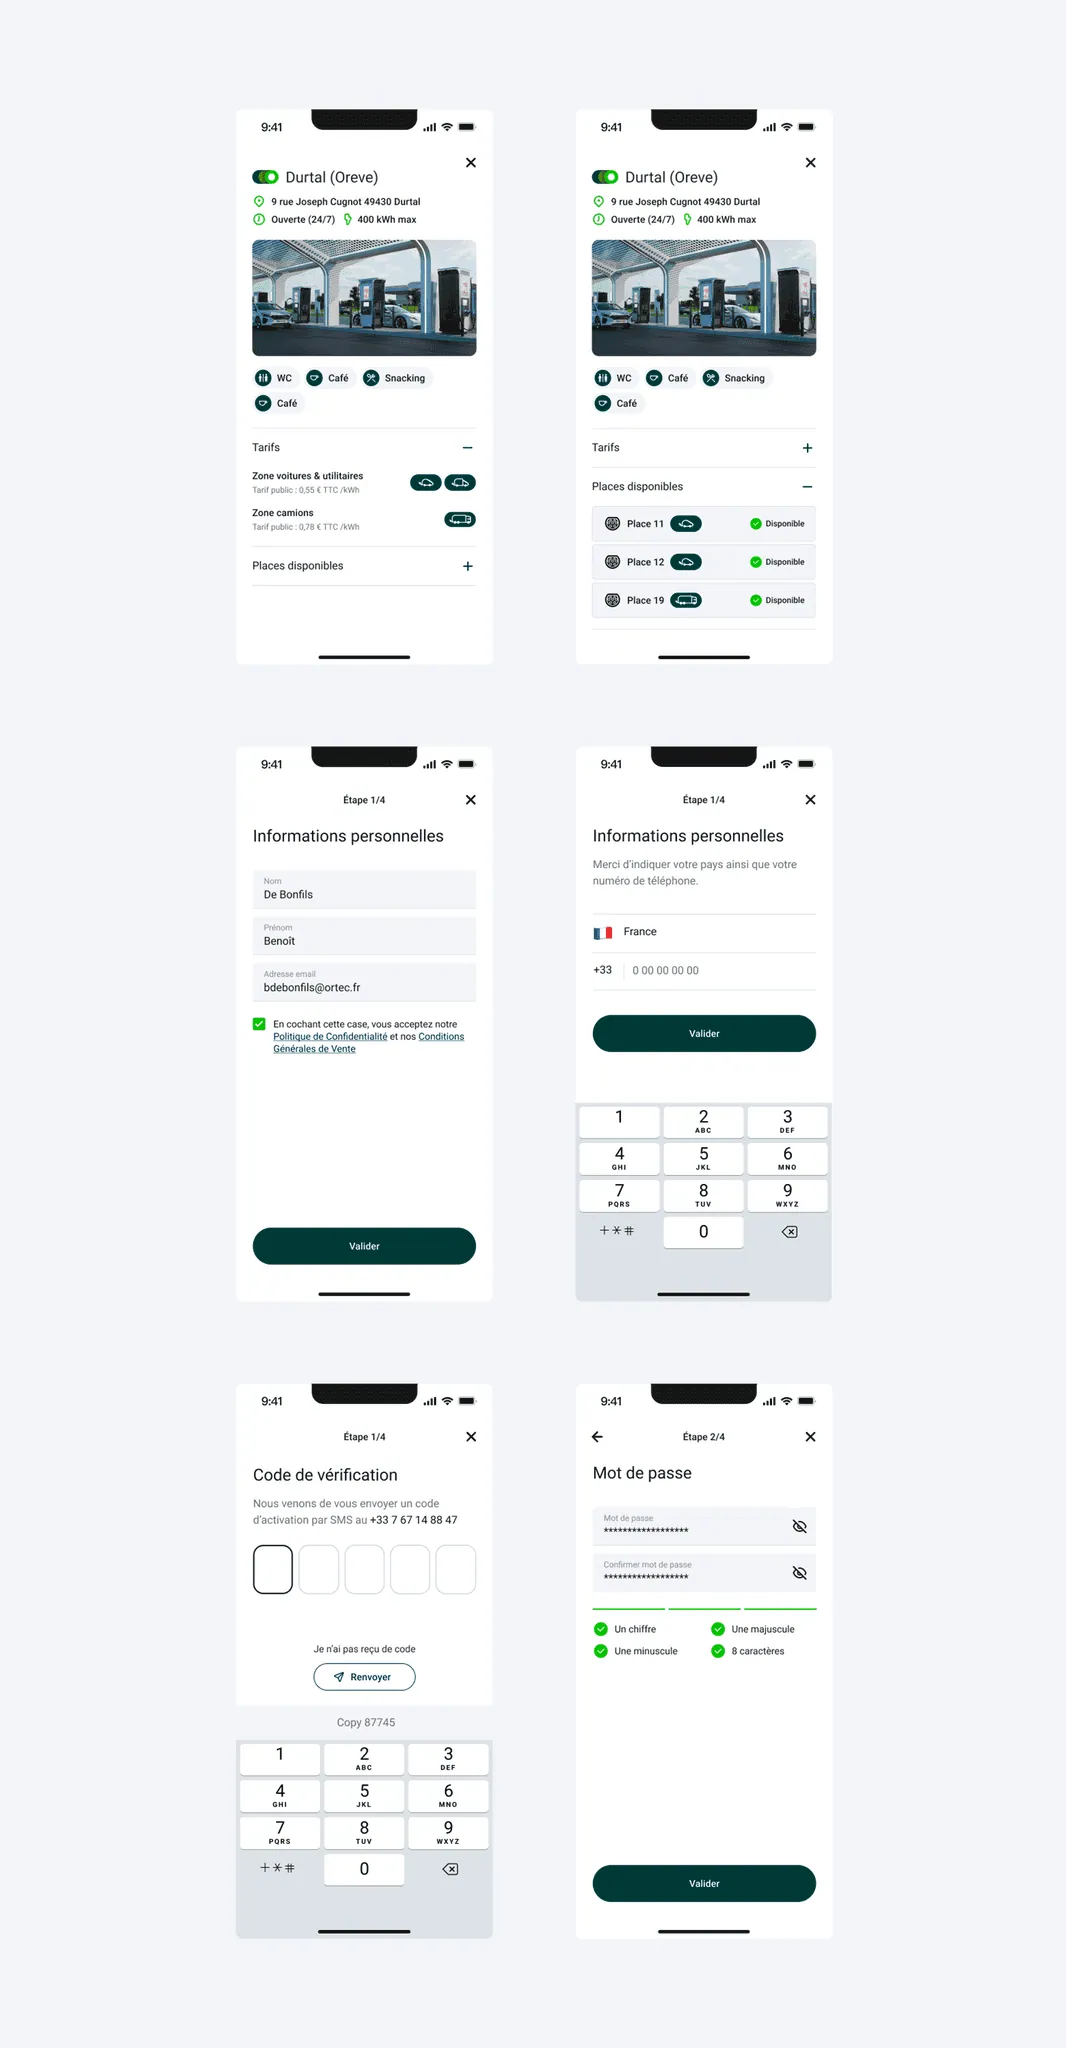 9:41
Durtal (Oreve)
9 rue Joseph Cugnot 49430 Durtal
Ouverte (24/7) 400 kWh max
WC Café Snacking
Café
Tarifs
Zone voitures & utilitaires
Tarif public : 0,55 € TTC /kWh
Zone camions
Tarif public : 0,78 € TTC /kWh
Places disponibles
9:41
Durtal (Oreve)
9 rue Joseph Cugnot 49430 Durtal
Ouverte (24/7) 400 kWh max
WC Café Snacking
Café
Tarifs
Places disponibles
Place 11 Disponible
Place 12 Disponible
Place 19 Disponible
9:41
Étape 1/4
Informations personnelles
Nom
De Bonfils
Prénom
Benoît
Adresse email
bdebonfils@ortec.fr
En cochant cette case, vous acceptez notre
Politique de Confidentialité et nos Conditions
Générales de Vente
Valider
9:41
Étape 1/4
Informations personnelles
Merci d'indiquer votre pays ainsi que votre
numéro de téléphone.
France
+33 0 00 00 00 00
Valider
1 2 3
ABC DEF
4 5 6
GHI JKL MNO
7 8 9
PQRS TUV WXYZ
+*# 0
9:41
Étape 1/4
Code de vérification
Nous venons de vous envoyer un code
d'activation par SMS au +33 7 67 14 88 47
Je n'ai pas reçu de code
Renvoyer
Copy 87745
1 2 3
ABC DEF
4 5 6
GHI JKL MNO
7 8 9
PQRS TUV WXYZ
+*# 0
9:41
Étape 2/4
Mot de passe
Mot de passe
******************
Confirmer mot de passe
******************
Un chiffre Une majuscule
Une minuscule 8 caractères
Valider